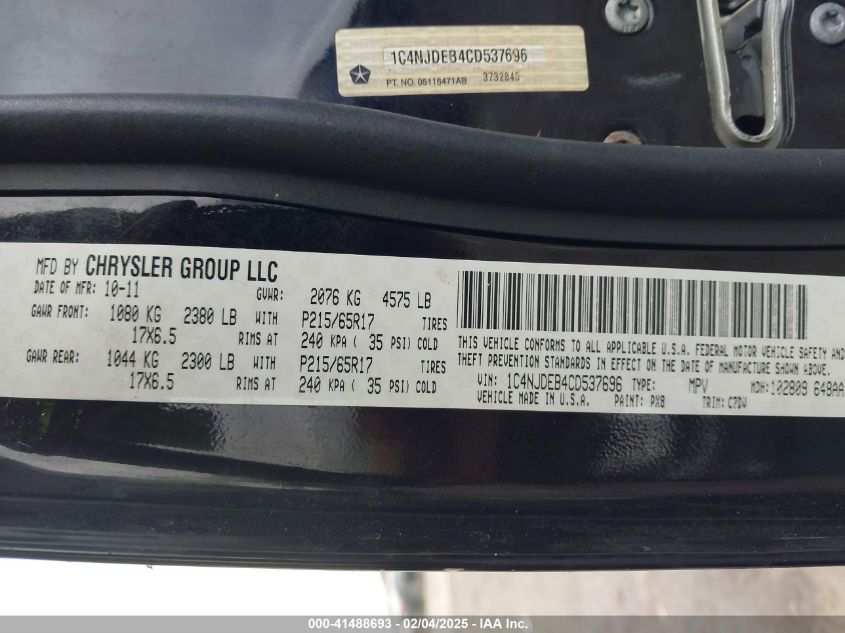 1C4NJDEB4CD537696
PT. NO. 05116471AB 3732840
MFD BY CHRYSLER GROUP LLC
DATE OF MFR: 10-11 GVWR: 2076 KG 4575 LB
GAWR FRONT: 1080 KG 2380 LB WITH P215/65R17 TIRES
17X6.5 RIMS AT 240 KPA ( 35 PSI) COLD
GAWR REAR: 1044 KG 2300 LB WITH P215/65R17 TIRES
17X6.5 RIMS AT 240 KPA ( 35 PSI) COLD
THIS VEHICLE CONFORMS TO ALL APPLICABLE U.S.A. FEDERAL MOTOR VEHICLE SAFETY AND
THEFT PREVENTION STANDARDS IN EFFECT ON THE DATE OF MANUFACTURE SHOWN ABOVE.
VIN: 1C4NJDEB4CD537696 TYPE: MPV MDH:102809 648AA
VEHICLE MADE IN U.S.A. PAINT: PXB TRIM: C7DV
000-41488693 - 02/04/2025 - IAA Inc.